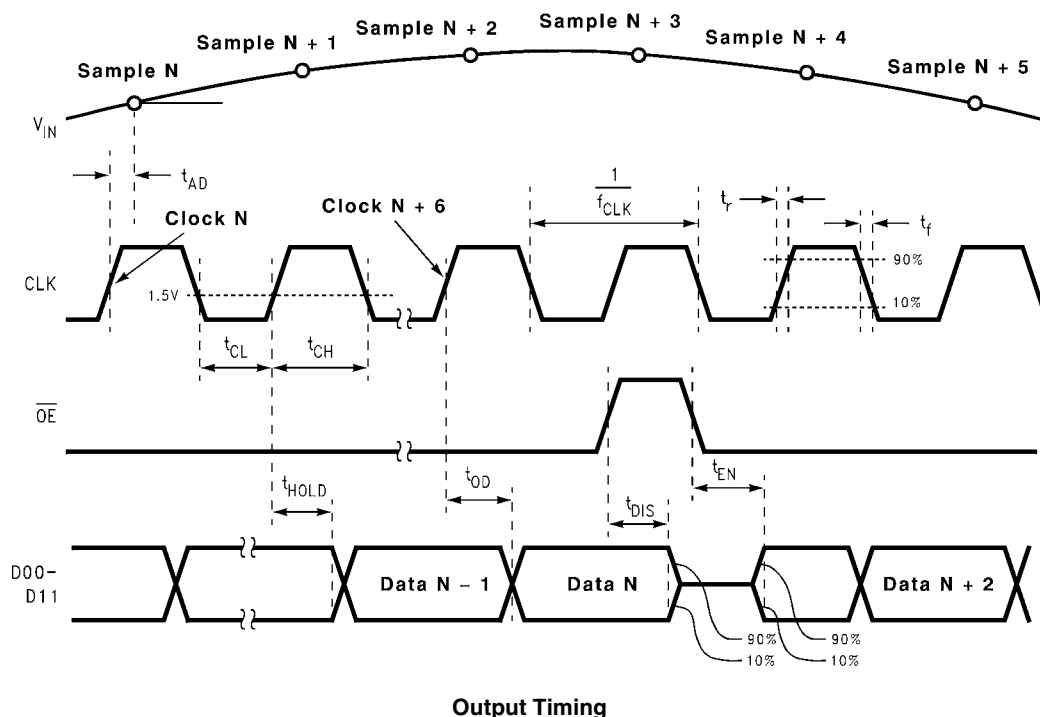 Sample N
Sample N + 1
Sample N + 2
Sample N + 3
Sample N + 4
Sample N + 5
VIN
tAD
Clock N
Clock N + 6
1
fCLK
tr
tf
CLK
1.5V
90%
10%
tCL
tCH
OE
tHOLD
tOD
tDIS
tEN
D00-
D11
Data N – 1
Data N
Data N + 2
90%
10%
90%
10%
Output Timing